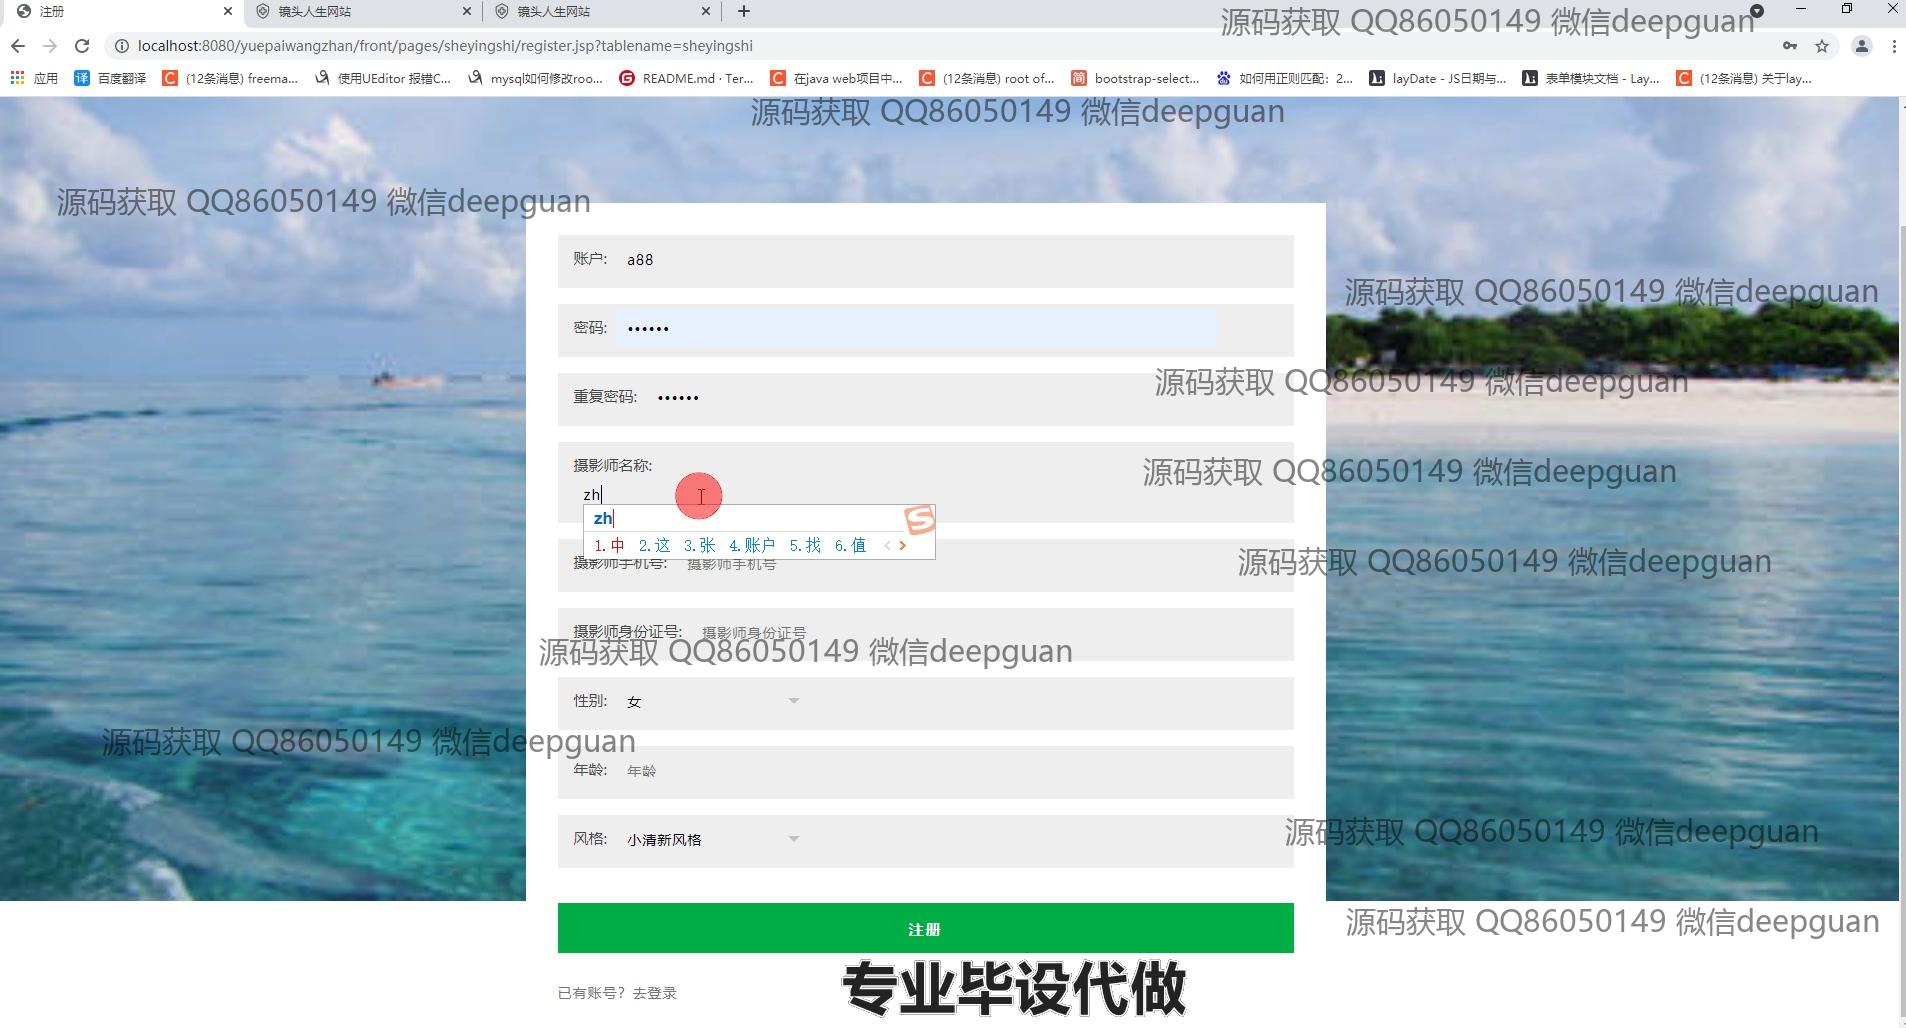 注册
镜头人生网站
镜头人生网站
源码获取 QQ86050149 微信deepguan
localhost:8080/yuepaiwangzhan/front/pages/sheyingshi/register.jsp?tablename=sheyingshi
应用 百度翻译 (12条消息) freema... 使用UEditor 报错C... mysql如何修改roo... README.md · Ter... 在java web项目中... (12条消息) root of... bootstrap-select... 如何用正则匹配：2... layDate - JS日期与... 表单模块文档 - Lay... (12条消息) 关于lay...
源码获取 QQ86050149 微信deepguan
源码获取 QQ86050149 微信deepguan
账户: a88
源码获取 QQ86050149 微信deepguan
密码: ••••••
源码获取 QQ86050149 微信deepguan
重复密码: ••••••
摄影师名称:
源码获取 QQ86050149 微信deepguan
zh
zh
1.中 2.这 3.张 4.账户 5.找 6.值
摄影师手机号: 摄影师手机号
源码获取 QQ86050149 微信deepguan
摄影师身份证号: 摄影师身份证号
源码获取 QQ86050149 微信deepguan
性别: 女
源码获取 QQ86050149 微信deepguan
年龄: 年龄
风格: 小清新风格
源码获取 QQ86050149 微信deepguan
注册
源码获取 QQ86050149 微信deepguan
已有账号？去登录
专业毕设代做